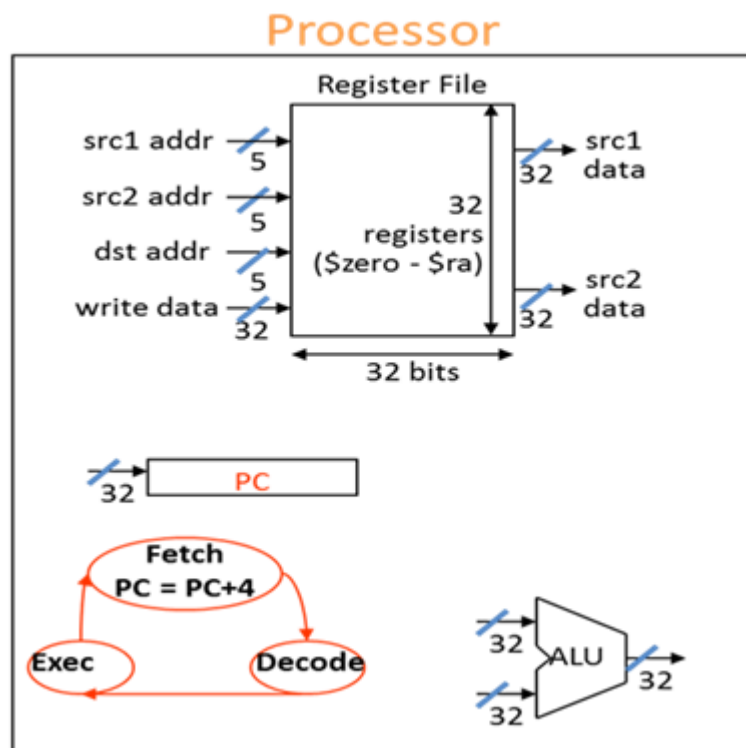 Processor
Register File
src1 addr
5
src2 addr
5
dst addr
5
write data
32
32
registers
($zero - $ra)
32
src1
data
32
src2
data
32 bits
32
PC
Fetch
PC = PC+4
Exec
Decode
32
32
ALU
32